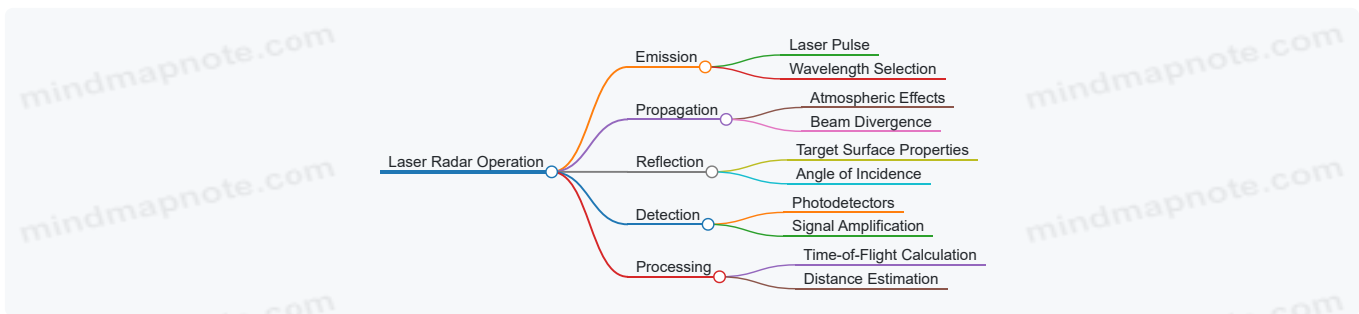 mindmapnote.com
mindmapnote.com
Laser Radar Operation
Emission
Laser Pulse
Wavelength Selection
Propagation
Atmospheric Effects
Beam Divergence
Reflection
Target Surface Properties
Angle of Incidence
Detection
Photodetectors
Signal Amplification
Processing
Time-of-Flight Calculation
Distance Estimation
mindmapnote.com
mindmapnote.com